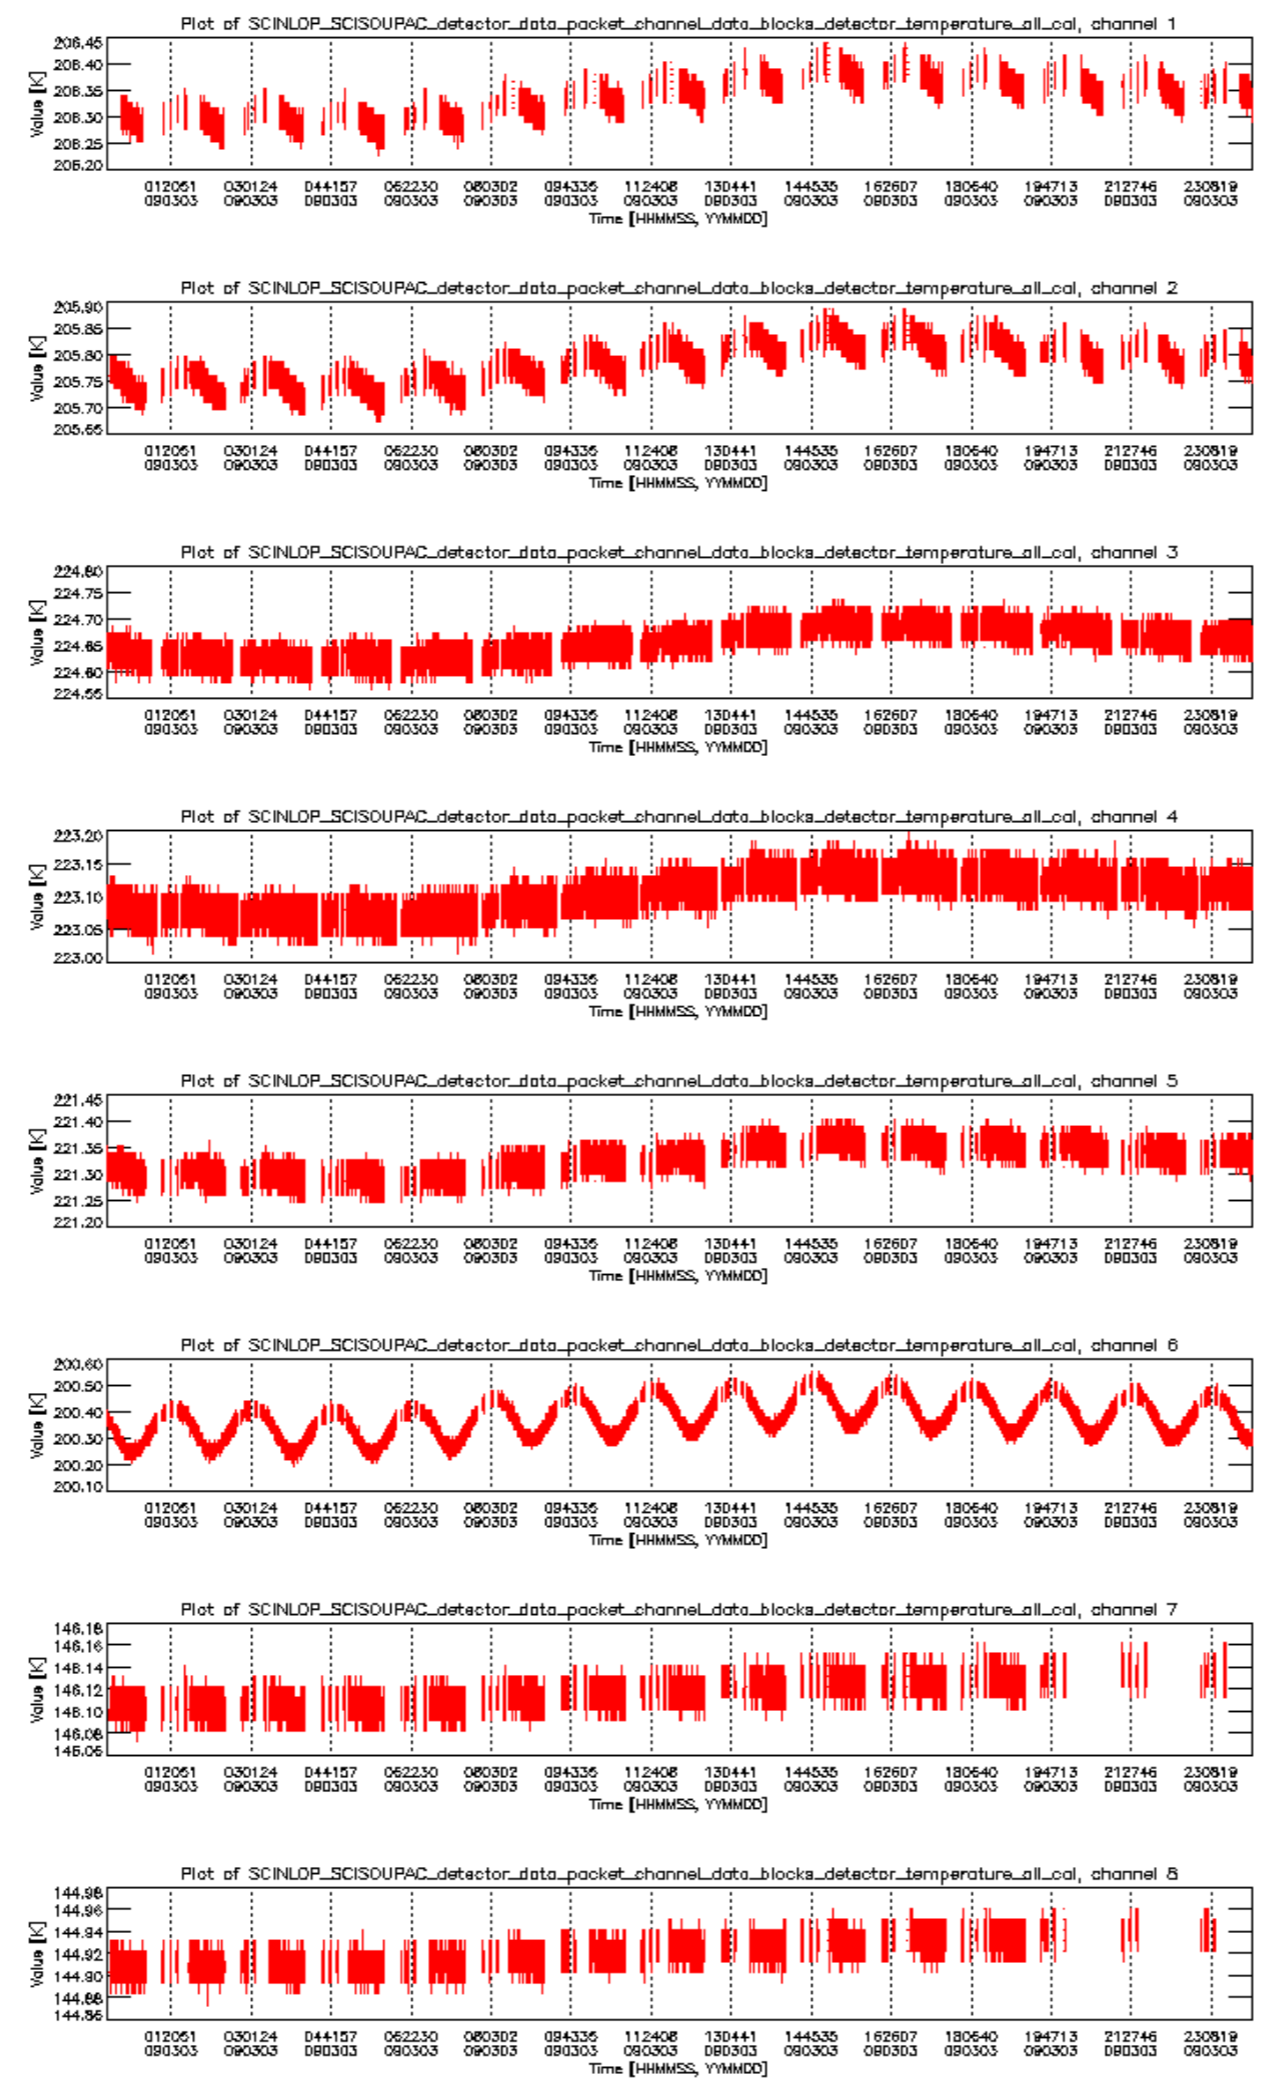 Plot of SCINLOP_SCISOUPAC_detector_data_packet_channel_data_blocks_detector_temperature_all_cal, channel 1
206.45
206.40
206.35
206.30
206.25
206.20
Value [K]
012051 030124 044157 062230 080302 094335 112408 130441 144535 162607 180640 194713 212746 230819
090303 090303 090303 090303 090303 090303 090303 090303 090303 090303 090303 090303 090303 090303
Time [HHMMSS, YYMMDD]
Plot of SCINLOP_SCISOUPAC_detector_data_packet_channel_data_blocks_detector_temperature_all_cal, channel 2
205.90
205.85
205.80
205.75
205.70
205.65
Value [K]
012051 030124 044157 062230 080302 094335 112408 130441 144535 162607 180640 194713 212746 230819
090303 090303 090303 090303 090303 090303 090303 090303 090303 090303 090303 090303 090303 090303
Time [HHMMSS, YYMMDD]
Plot of SCINLOP_SCISOUPAC_detector_data_packet_channel_data_blocks_detector_temperature_all_cal, channel 3
224.80
224.75
224.70
224.65
224.60
224.55
Value [K]
012051 030124 044157 062230 080302 094335 112408 130441 144535 162607 180640 194713 212746 230819
090303 090303 090303 090303 090303 090303 090303 090303 090303 090303 090303 090303 090303 090303
Time [HHMMSS, YYMMDD]
Plot of SCINLOP_SCISOUPAC_detector_data_packet_channel_data_blocks_detector_temperature_all_cal, channel 4
223.20
223.15
223.10
223.05
223.00
Value [K]
012051 030124 044157 062230 080302 094335 112408 130441 144535 162607 180640 194713 212746 230819
090303 090303 090303 090303 090303 090303 090303 090303 090303 090303 090303 090303 090303 090303
Time [HHMMSS, YYMMDD]
Plot of SCINLOP_SCISOUPAC_detector_data_packet_channel_data_blocks_detector_temperature_all_cal, channel 5
221.45
221.40
221.35
221.30
221.25
221.20
Value [K]
012051 030124 044157 062230 080302 094335 112408 130441 144535 162607 180640 194713 212746 230819
090303 090303 090303 090303 090303 090303 090303 090303 090303 090303 090303 090303 090303 090303
Time [HHMMSS, YYMMDD]
Plot of SCINLOP_SCISOUPAC_detector_data_packet_channel_data_blocks_detector_temperature_all_cal, channel 6
200.60
200.50
200.40
200.30
200.20
200.10
Value [K]
012051 030124 044157 062230 080302 094335 112408 130441 144535 162607 180640 194713 212746 230819
090303 090303 090303 090303 090303 090303 090303 090303 090303 090303 090303 090303 090303 090303
Time [HHMMSS, YYMMDD]
Plot of SCINLOP_SCISOUPAC_detector_data_packet_channel_data_blocks_detector_temperature_all_cal, channel 7
146.18
146.16
146.14
146.12
146.10
146.08
146.06
Value [K]
012051 030124 044157 062230 080302 094335 112408 130441 144535 162607 180640 194713 212746 230819
090303 090303 090303 090303 090303 090303 090303 090303 090303 090303 090303 090303 090303 090303
Time [HHMMSS, YYMMDD]
Plot of SCINLOP_SCISOUPAC_detector_data_packet_channel_data_blocks_detector_temperature_all_cal, channel 8
144.98
144.96
144.94
144.92
144.90
144.88
144.86
Value [K]
012051 030124 044157 062230 080302 094335 112408 130441 144535 162607 180640 194713 212746 230819
090303 090303 090303 090303 090303 090303 090303 090303 090303 090303 090303 090303 090303 090303
Time [HHMMSS, YYMMDD]